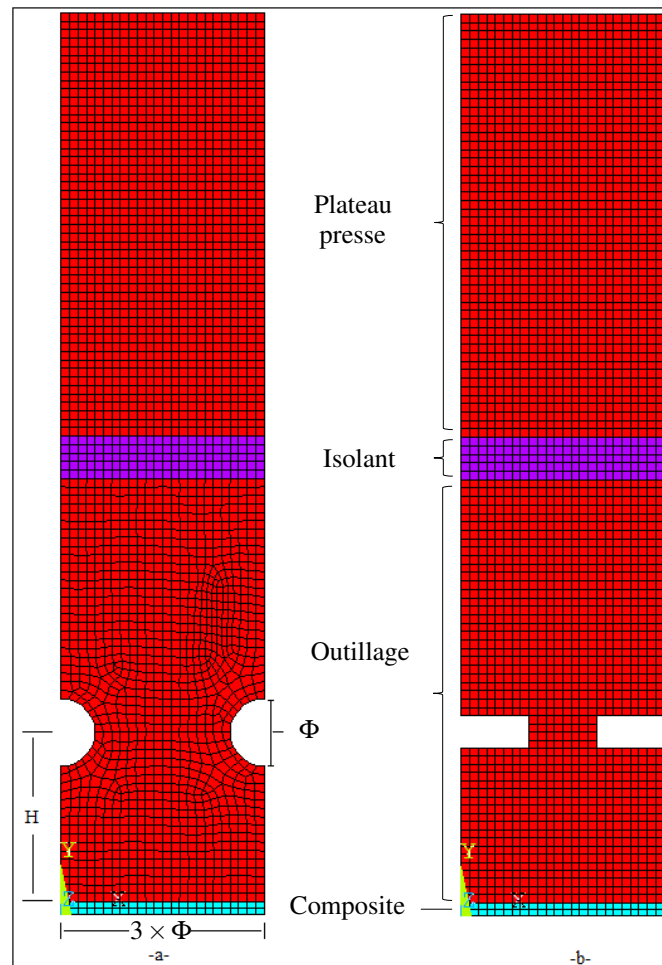 Plateau
presse
Isolant
Outillage
Φ
H
Y
Z X
X
Composite
3 × Φ
-a-
-b-